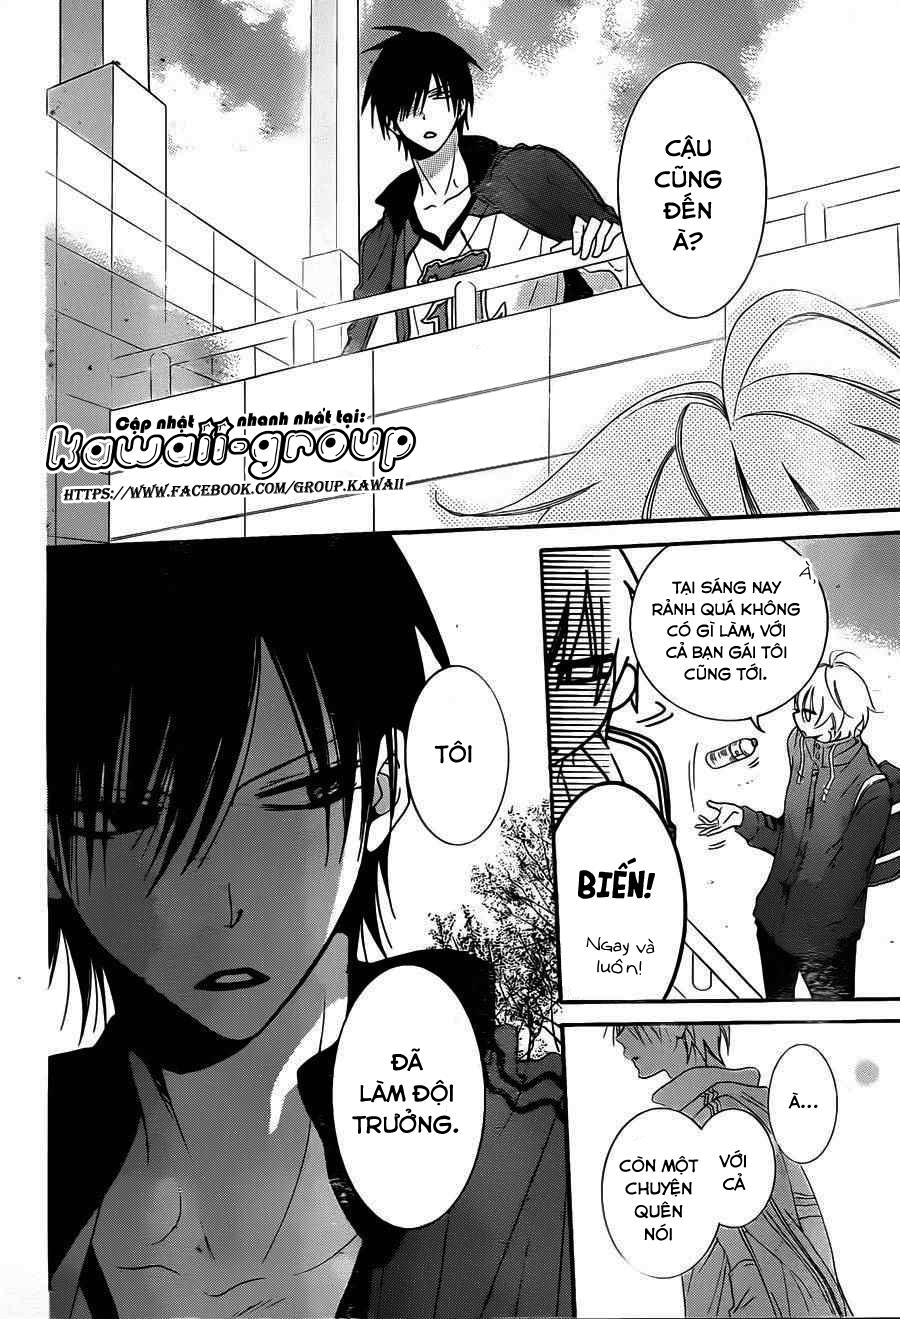 CẬU
CŨNG
ĐẾN
À?
Cập nhật nhanh nhất tại:
kawaii-group
HTTPS://WWW.FACEBOOK.COM/GROUP.KAWAII
À,
TẠI SÁNG NAY
RẢNH QUÁ KHÔNG
CÓ GÌ LÀM, VỚI
CẢ BẠN GÁI TÔI
CŨNG TỚI.
BIẾN!
Ngay và
luôn!
À...
VỚI
CẢ
CÒN MỘT
CHUYỆN
QUÊN
NÓI
TÔI
ĐÃ
LÀM ĐỘI
TRƯỞNG.